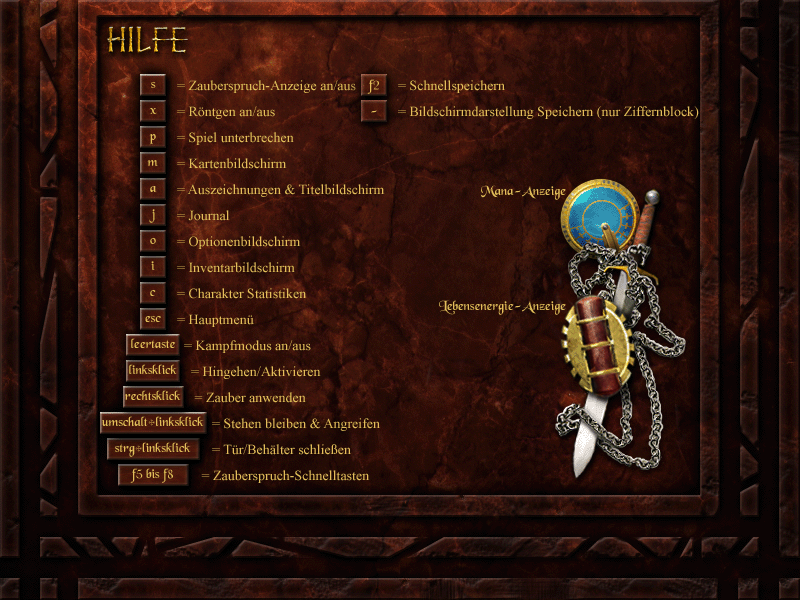 HILFE
s = Zauberspruch-Anzeige an/aus f2 = Schnellspeichern
x = Röntgen an/aus - = Bildschirmdarstellung Speichern (nur Ziffernblock)
p = Spiel unterbrechen
m = Kartenbildschirm
a = Auszeichnungen & Titelbildschirm
j = Journal
o = Optionenbildschirm
i = Inventarbildschirm
c = Charakter Statistiken
esc = Hauptmenü
leertaste = Kampfmodus an/aus
linksklick = Hingehen/Aktivieren
rechtsklick = Zauber anwenden
umschalt+linksklick = Stehen bleiben & Angreifen
strg+linksklick = Tür/Behälter schließen
f5 bis f8 = Zauberspruch-Schnelltasten
Mana-Anzeige
Lebensenergie-Anzeige